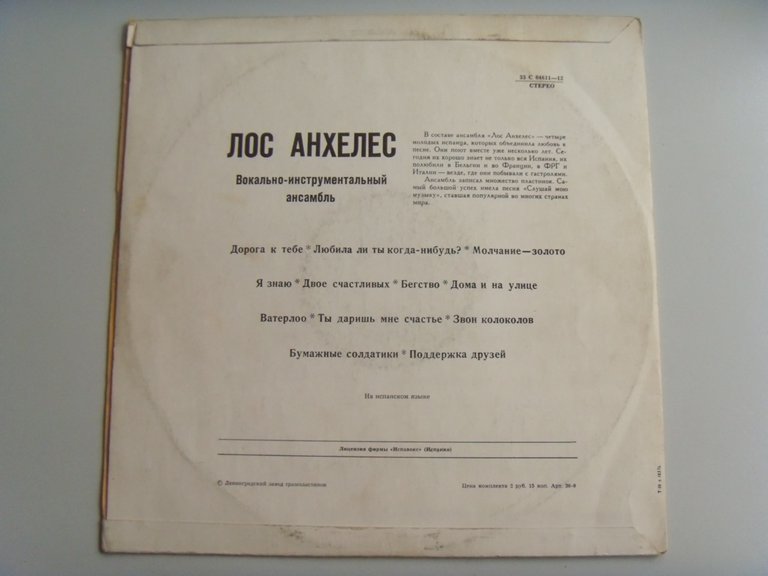 33 С 04611—12
СТЕРЕО
ЛОС АНХЕЛЕС
Вокально-инструментальный
ансамбль
В составе ансамбля «Лос Анхелес» — четыре
молодых испанца, которых объединила любовь к
песне. Они поют вместе уже несколько лет. Се-
годня их хорошо знает не только вся Испания, их
полюбили в Бельгии и во Франции, в ФРГ и
Италии — везде, где они побывали с гастролями.
Ансамбль записал множество пластинок. Са-
мый большой успех имела песня «Слушай мою
музыку», ставшая популярной во многих странах
мира.
Дорога к тебе * Любила ли ты когда-нибудь? * Молчание—золото
Я знаю * Двое счастливых * Бегство * Дома и на улице
Ватерлоо * Ты даришь мне счастье * Звон колоколов
Бумажные солдатики * Поддержка друзей
На испанском языке
Лицензия фирмы «Испавокс» (Испания)
© Ленинградский завод грампластинок
Цена комплекта 2 руб. 15 коп. Арт.